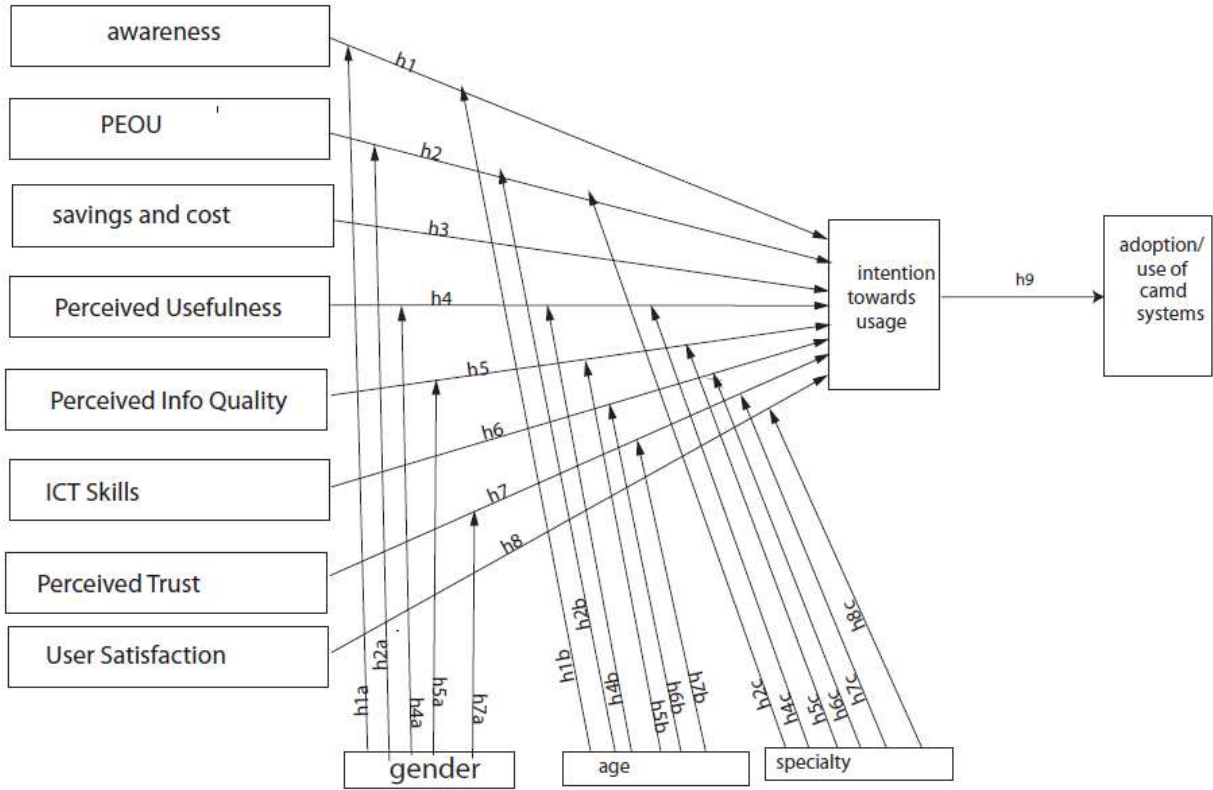 awareness
h1
PEOU
h2
savings and cost
h3
Perceived Usefulness
h4
Perceived Info Quality
h5
ICT Skills
h6
Perceived Trust
h7
User Satisfaction
h8
intention
towards
usage
h9
adoption/
use of
camd
systems
h1a
h2a
h4a
h5a
h7a
h1b
h2b
h4b
h5b
h6b
h7b
h2c
h4c
h5c
h6c
h7c
h8c
gender
age
specialty